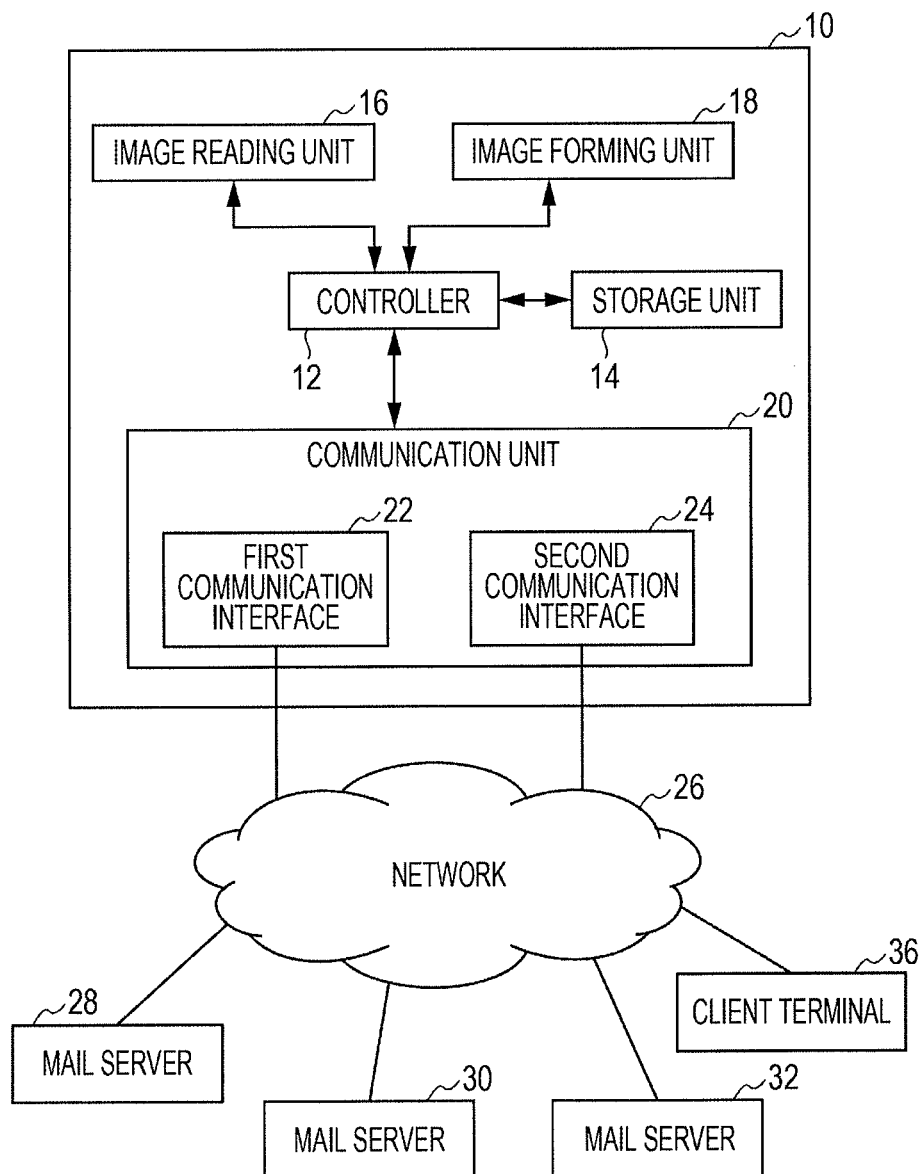 10
16
18
IMAGE READING UNIT
IMAGE FORMING UNIT
CONTROLLER
STORAGE UNIT
12
14
20
COMMUNICATION UNIT
22
24
FIRST
COMMUNICATION
INTERFACE
SECOND
COMMUNICATION
INTERFACE
26
NETWORK
36
CLIENT TERMINAL
28
MAIL SERVER
30
MAIL SERVER
32
MAIL SERVER